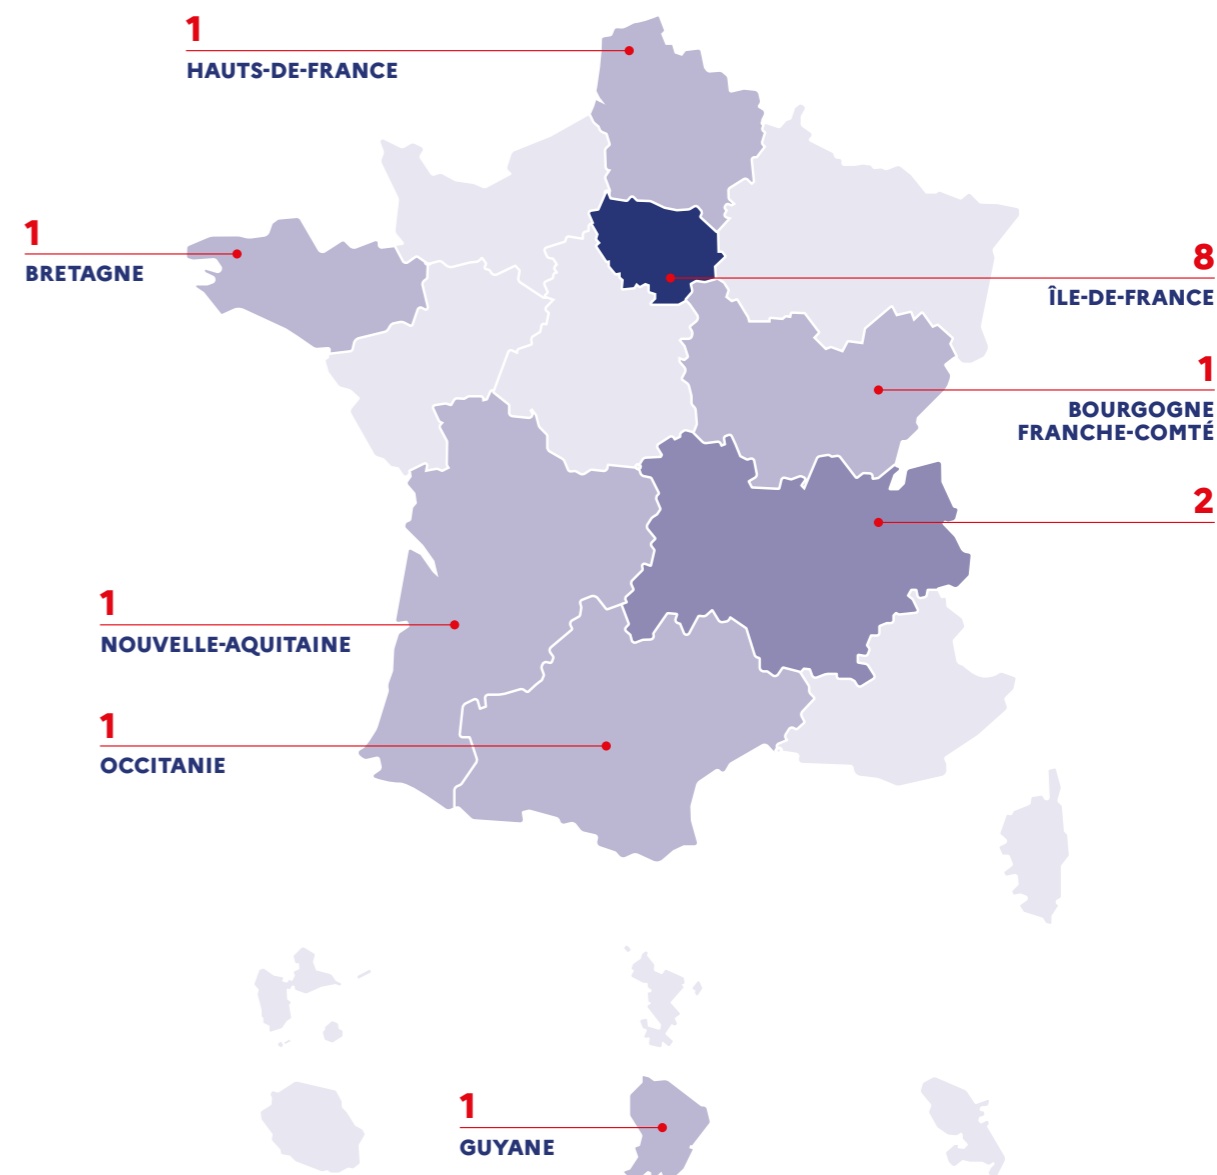 1
HAUTS-DE-FRANCE
1
BRETAGNE
8
ÎLE-DE-FRANCE
1
BOURGOGNE
FRANCHE-COMTÉ
2
1
NOUVELLE-AQUITAINE
1
OCCITANIE
1
GUYANE